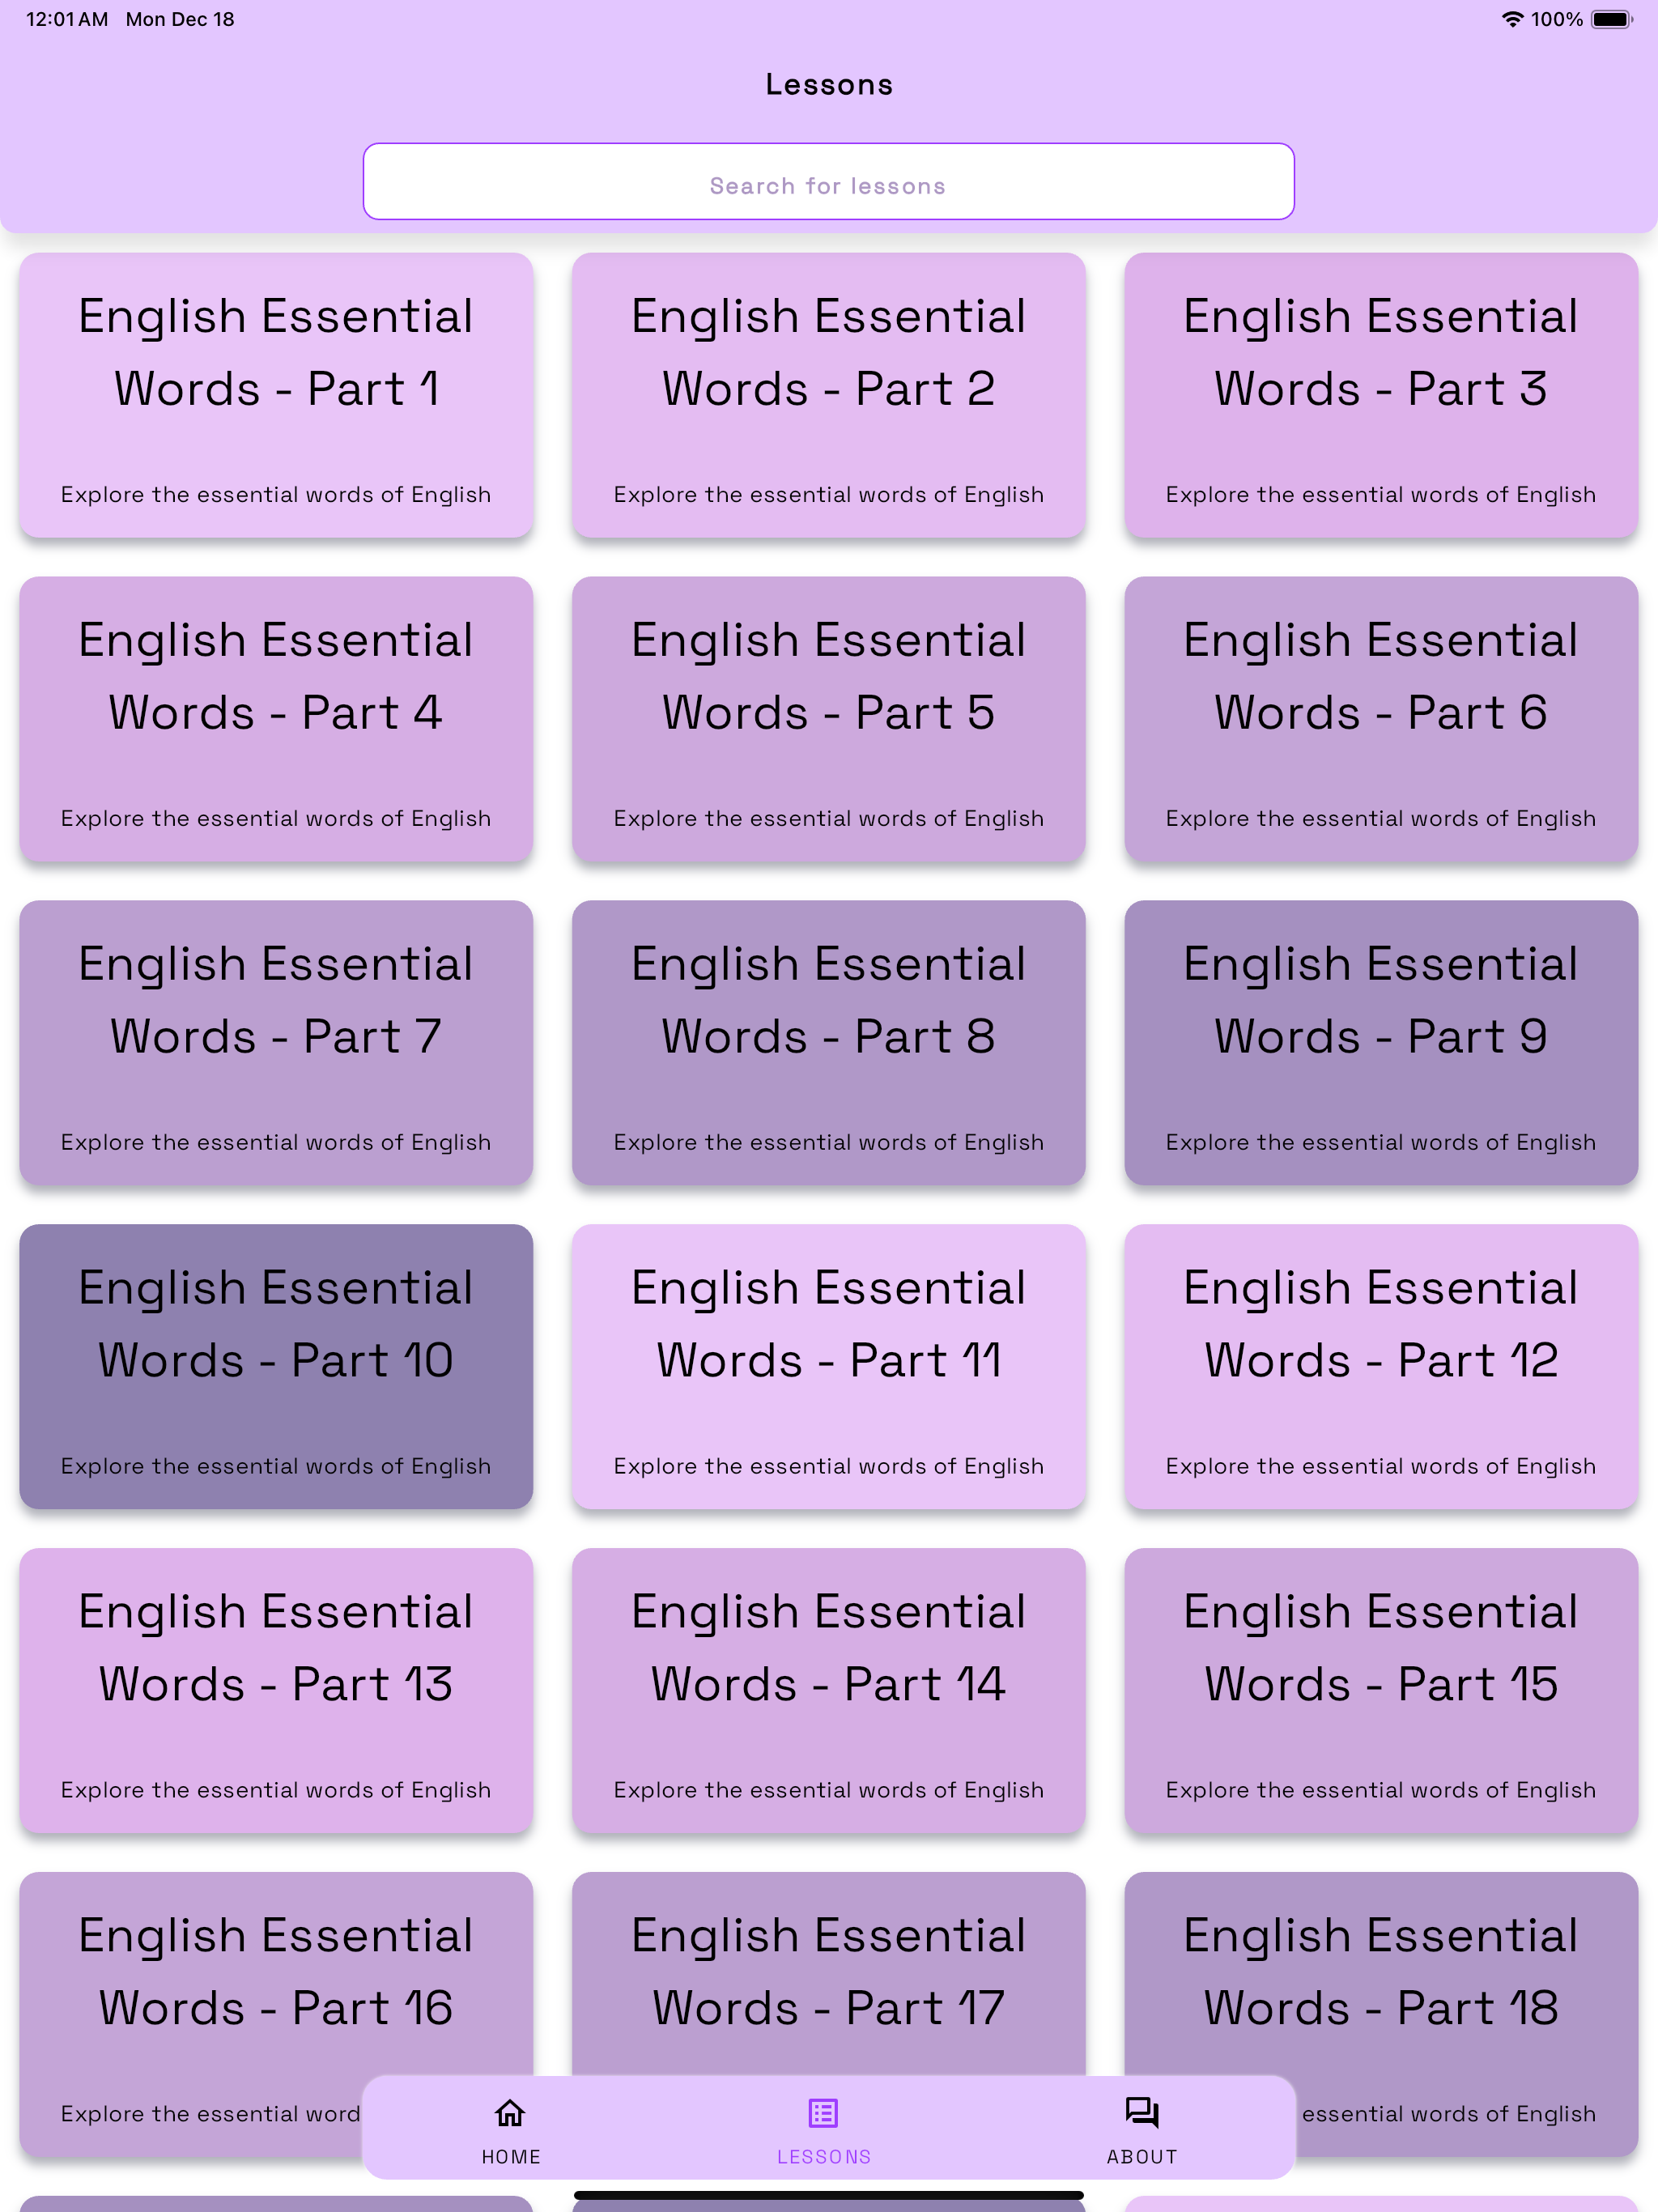 12:01 AM Mon Dec 18
100%
Lessons
Search for lessons
English Essential
Words - Part 1
Explore the essential words of English
English Essential
Words - Part 2
Explore the essential words of English
English Essential
Words - Part 3
Explore the essential words of English
English Essential
Words - Part 4
Explore the essential words of English
English Essential
Words - Part 5
Explore the essential words of English
English Essential
Words - Part 6
Explore the essential words of English
English Essential
Words - Part 7
Explore the essential words of English
English Essential
Words - Part 8
Explore the essential words of English
English Essential
Words - Part 9
Explore the essential words of English
English Essential
Words - Part 10
Explore the essential words of English
English Essential
Words - Part 11
Explore the essential words of English
English Essential
Words - Part 12
Explore the essential words of English
English Essential
Words - Part 13
Explore the essential words of English
English Essential
Words - Part 14
Explore the essential words of English
English Essential
Words - Part 15
Explore the essential words of English
English Essential
Words - Part 16
Explore the essential word
English Essential
Words - Part 17
English Essential
Words - Part 18
essential words of English
HOME
LESSONS
ABOUT